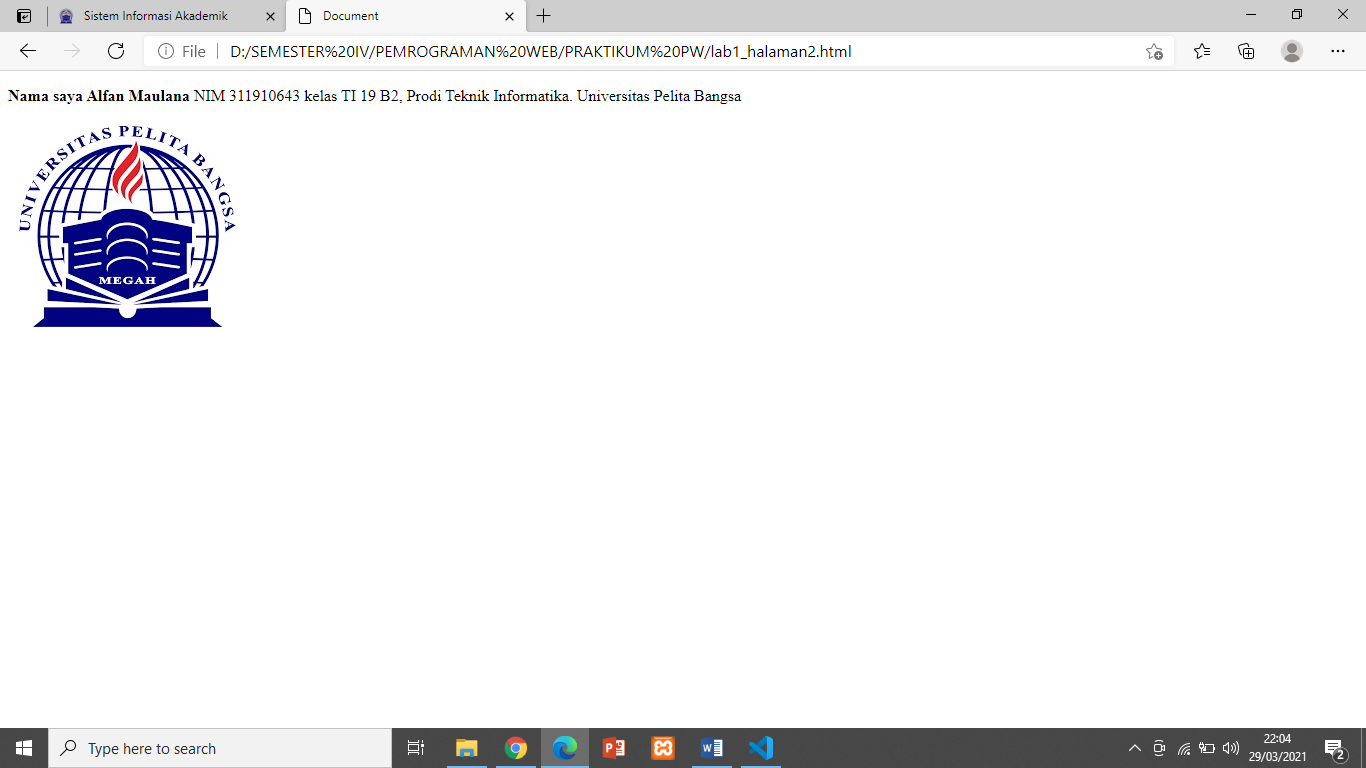 Sistem Informasi Akademik
Document
File
D:/SEMESTER%20IV/PEMROGRAMAN%20WEB/PRAKTIKUM%20PW/lab1_halaman2.html
Nama saya Alfan Maulana NIM 311910643 kelas TI 19 B2, Prodi Teknik Informatika. Universitas Pelita Bangsa
UNIVERSITAS PELITA BANGSA
MEGAH
Type here to search
22:04
29/03/2021
2